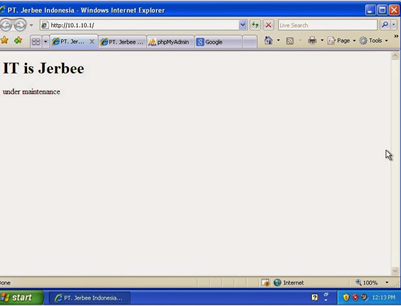 PT. Jerbee Indonesia - Windows Internet Explorer
http://10.1.10.1/
Live Search
PT. Jer...
PT. Jerbee ...
phpMyAdmin
Google
Page
Tools
IT is Jerbee
under maintenance
one
Internet
100%
start
PT. Jerbee Indonesia...
12:13 PM